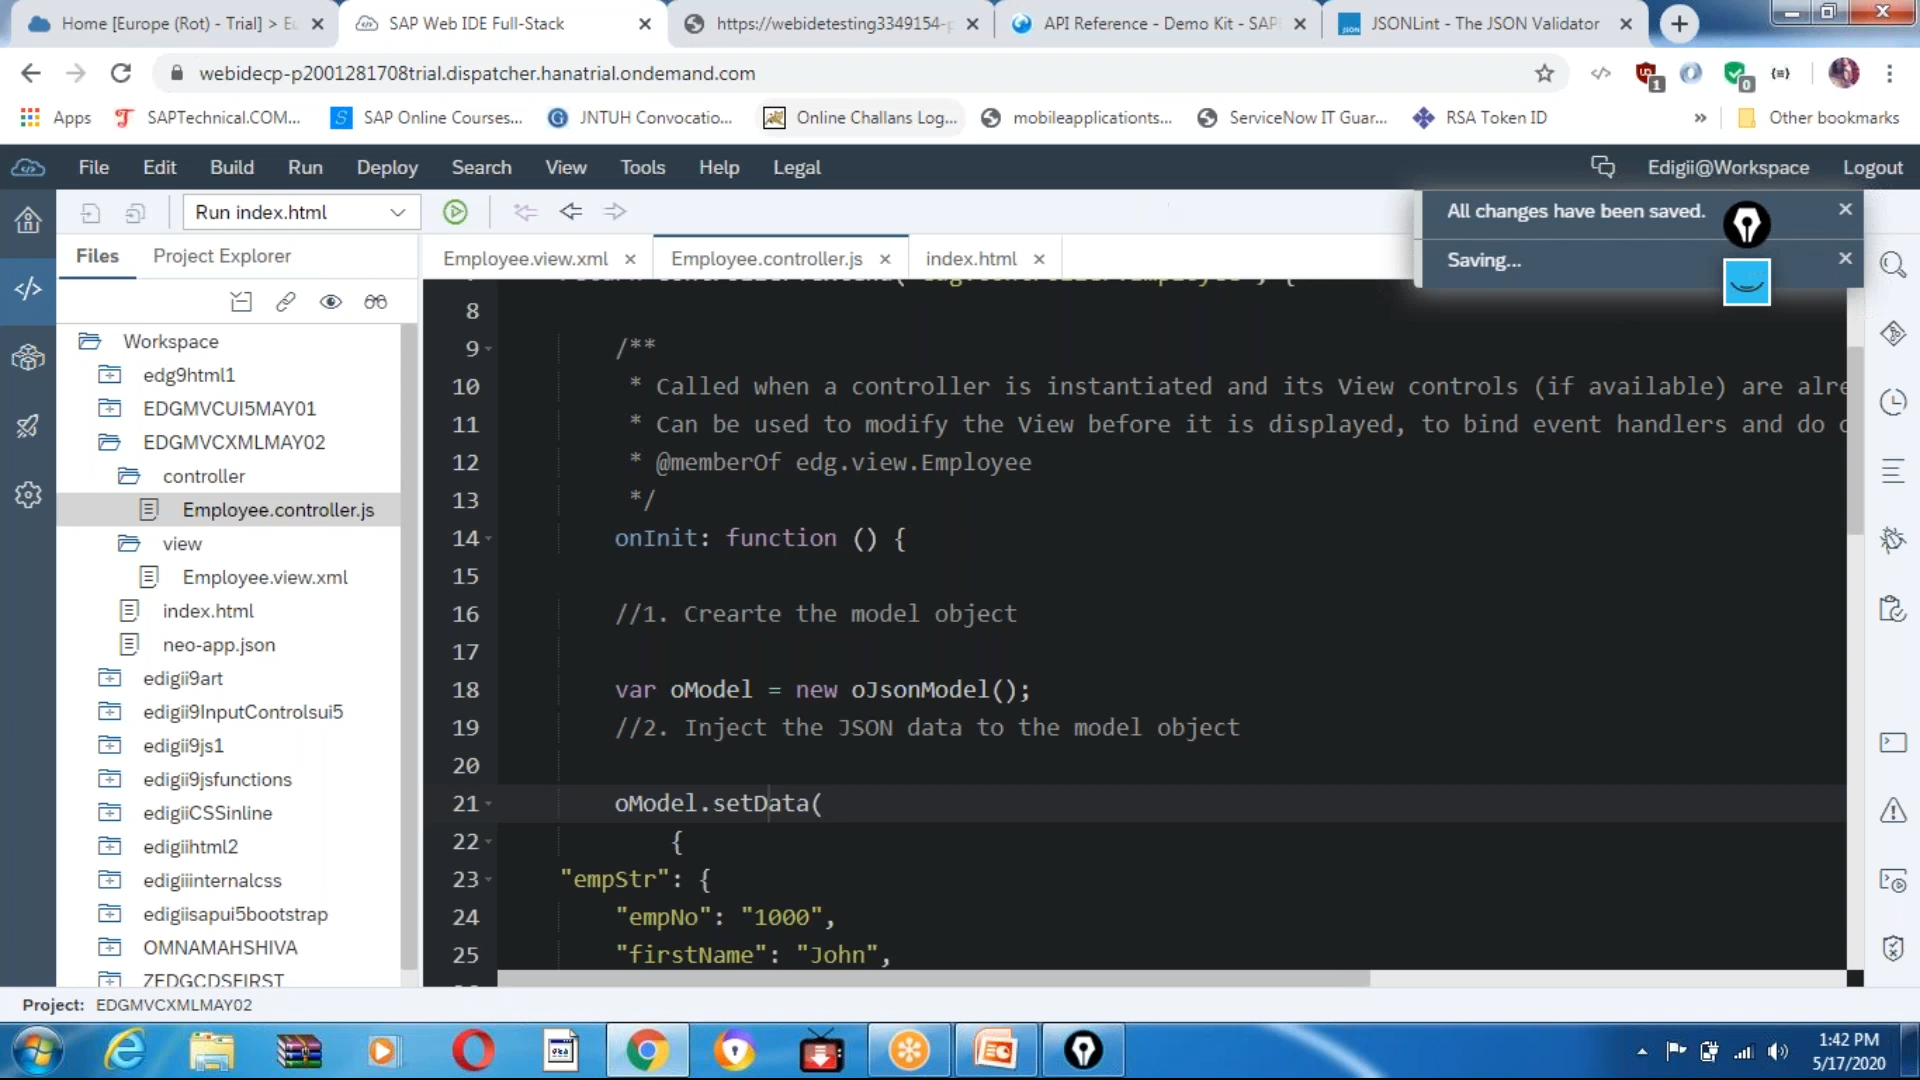 Home [Europe (Rot) - Trial] > Eu
SAP Web IDE Full-Stack
https://webidetesting3349154-p
API Reference - Demo Kit - SAP
JSONLint - The JSON Validator
webidecp-p2001281708trial.dispatcher.hanatrial.ondemand.com
Apps
SAPTechnical.COM...
SAP Online Courses...
JNTUH Convocatio...
Online Challans Log...
mobileapplicationts...
ServiceNow IT Guar...
RSA Token ID
Other bookmarks
File Edit Build Run Deploy Search View Tools Help Legal
Edigii@Workspace
Logout
Run index.html
All changes have been saved.
Saving...
Files
Project Explorer
Employee.view.xml
Employee.controller.js
index.html
Workspace
edg9html1
EDGMVCUI5MAY01
EDGMVCXMLMAY02
controller
Employee.controller.js
view
Employee.view.xml
index.html
neo-app.json
edigii9art
edigii9InputControlsui5
edigii9js1
edigii9jsfunctions
edigiiCSSinline
edigiihtml2
edigiiinternalcss
edigiisapui5bootstrap
OMNAMAHSHIVA
ZEDGCDSFIRST
8
9 /**
10 * Called when a controller is instantiated and its View controls (if available) are alre
11 * Can be used to modify the View before it is displayed, to bind event handlers and do o
12 * @memberOf edg.view.Employee
13 */
14 onInit: function () {
15
16 //1. Crearte the model object
17
18 var oModel = new oJsonModel();
19 //2. Inject the JSON data to the model object
20
21 oModel.setData(
22 {
23 "empStr": {
24 "empNo": "1000",
25 "firstName": "John",
Project: EDGMVCXMLMAY02
1:42 PM
5/17/2020